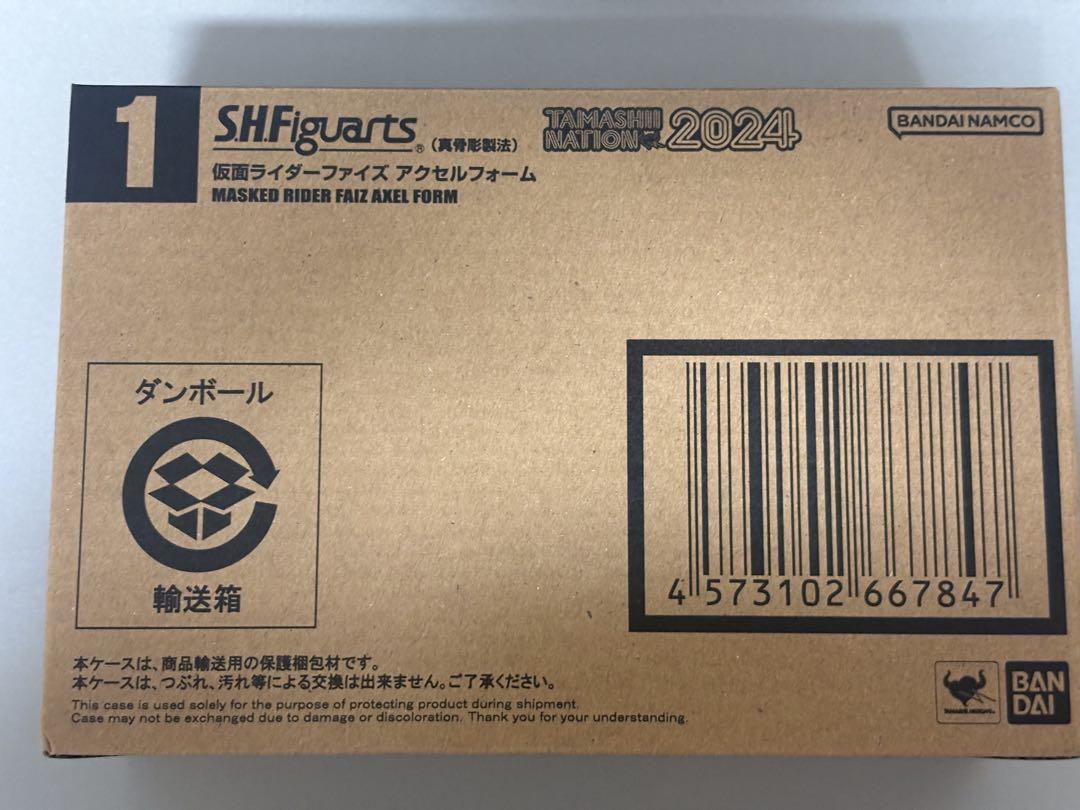 1
S.H.Figuarts® (真骨彫製法)
TAMASHII NATION 2024
BANDAI NAMCO
仮面ライダーファイズ アクセルフォーム
MASKED RIDER FAIZ AXEL FORM
ダンボール
輸送箱
4 573102 667847
本ケースは、商品輸送用の保護梱包材です。
本ケースは、つぶれ、汚れ等による交換は出来ません。ご了承ください。
This case is used solely for the purpose of protecting product during shipment.
Case may not be exchanged due to damage or discoloration. Thank you for your understanding.
TAMASHII NATIONS
BAN
DAI